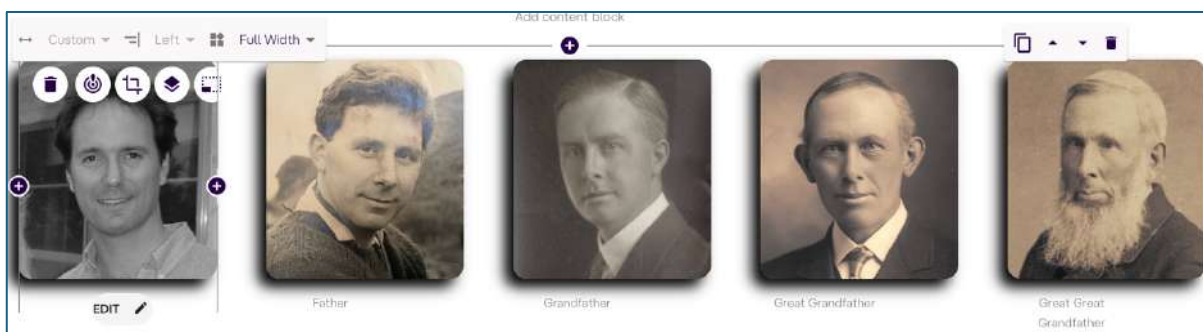 Add content block
Custom
Left
Full Width
EDIT
Father
Grandfather
Great Grandfather
Great Great
Grandfather